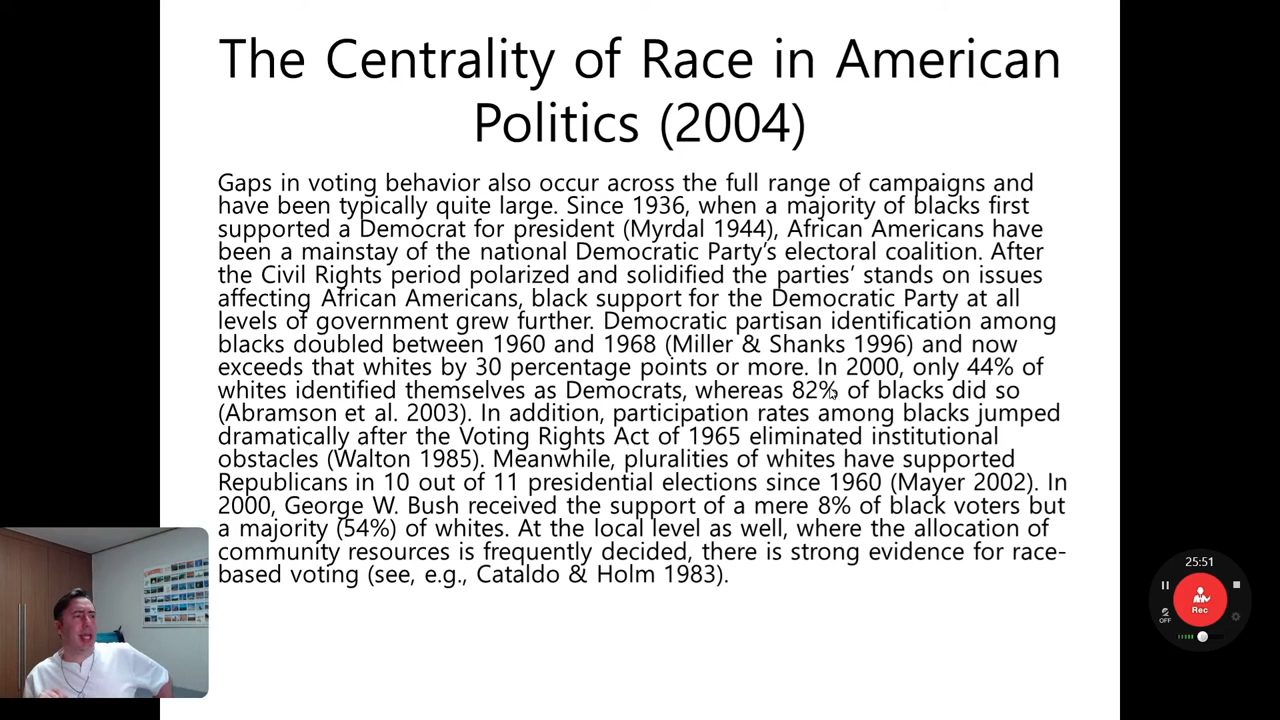 The Centrality of Race in American
Politics (2004)
Gaps in voting behavior also occur across the full range of campaigns and
have been typically quite large. Since 1936, when a majority of blacks first
supported a Democrat for president (Myrdal 1944), African Americans have
been a mainstay of the national Democratic Party’s electoral coalition. After
the Civil Rights period polarized and solidified the parties’ stands on issues
affecting African Americans, black support for the Democratic Party at all
levels of government grew further. Democratic partisan identification among
blacks doubled between 1960 and 1968 (Miller & Shanks 1996) and now
exceeds that whites by 30 percentage points or more. In 2000, only 44% of
whites identified themselves as Democrats, whereas 82% of blacks did so
(Abramson et al. 2003). In addition, participation rates among blacks jumped
dramatically after the Voting Rights Act of 1965 eliminated institutional
obstacles (Walton 1985). Meanwhile, pluralities of whites have supported
Republicans in 10 out of 11 presidential elections since 1960 (Mayer 2002). In
2000, George W. Bush received the support of a mere 8% of black voters but
a majority (54%) of whites. At the local level as well, where the allocation of
community resources is frequently decided, there is strong evidence for race-
based voting (see, e.g., Cataldo & Holm 1983).
25:51
Rec
OFF